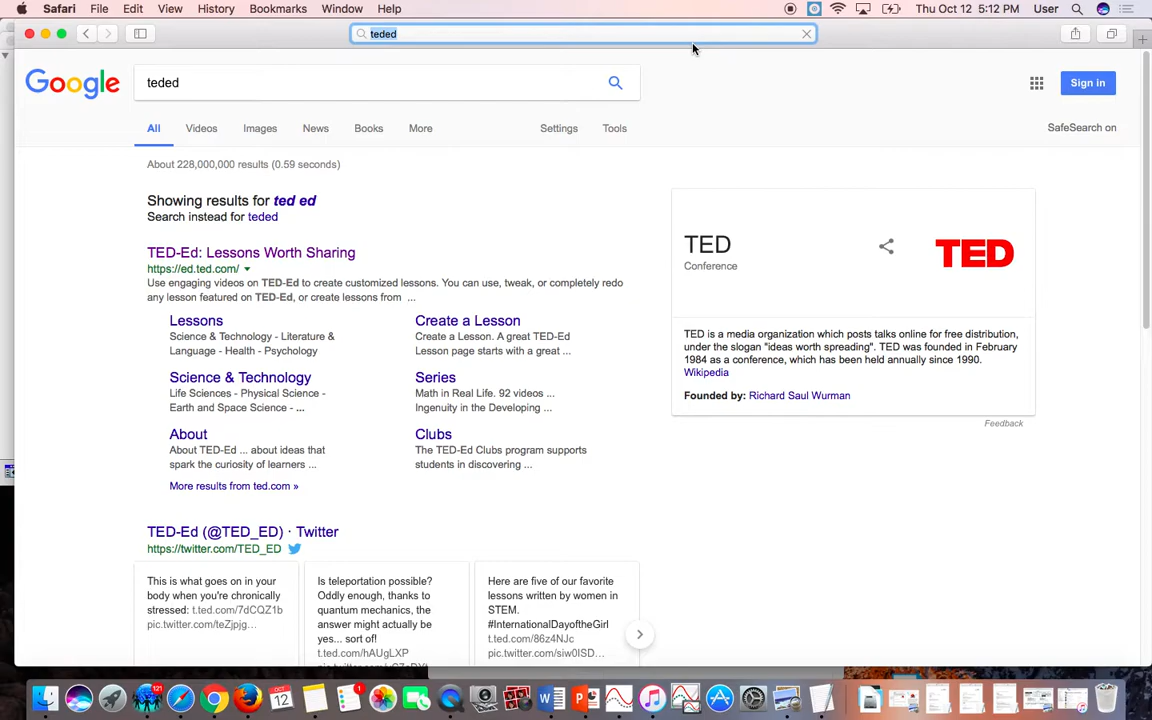 Safari File Edit View History Bookmarks Window Help Thu Oct 12 5:12 PM User
teded
Google teded Sign in
All Videos Images News Books More Settings Tools SafeSearch on
About 228,000,000 results (0.59 seconds)
Showing results for ted ed
Search instead for teded
TED-Ed: Lessons Worth Sharing
https://ed.ted.com/
Use engaging videos on TED-Ed to create customized lessons. You can use, tweak, or completely redo
any lesson featured on TED-Ed, or create lessons from ...
Lessons
Science & Technology - Literature &
Language - Health - Psychology
Create a Lesson
Create a Lesson. A great TED-Ed
Lesson page starts with a great ...
Science & Technology
Life Sciences - Physical Science -
Earth and Space Science - ...
Series
Math in Real Life. 92 videos ...
Ingenuity in the Developing ...
About
About TED-Ed ... about ideas that
spark the curiosity of learners ...
Clubs
The TED-Ed Clubs program supports
students in discovering ...
More results from ted.com »
TED-Ed (@TED_ED) · Twitter
https://twitter.com/TED_ED
This is what goes on in your
body when you're chronically
stressed: t.ted.com/7dCQZ1b
pic.twitter.com/teZjpjg...
Is teleportation possible?
Oddly enough, thanks to
quantum mechanics, the
answer might actually be
yes... sort of!
t.ted.com/hAUgLXP
Here are five of our favorite
lessons written by women in
STEM.
#InternationalDayoftheGirl
t.ted.com/86z4NJc
pic.twitter.com/siw0ISD...
TED
Conference
TED
TED is a media organization which posts talks online for free distribution,
under the slogan "ideas worth spreading". TED was founded in February
1984 as a conference, which has been held annually since 1990.
Wikipedia
Founded by: Richard Saul Wurman
Feedback